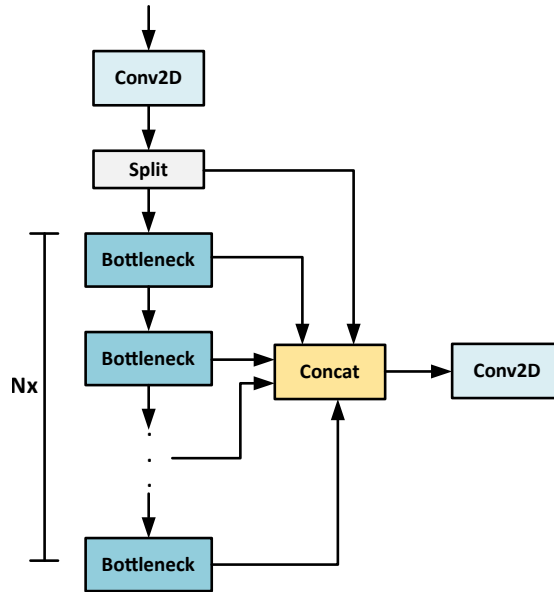 Conv2D
Split
Bottleneck
Bottleneck
Nx
Concat
Conv2D
.
.
.
Bottleneck